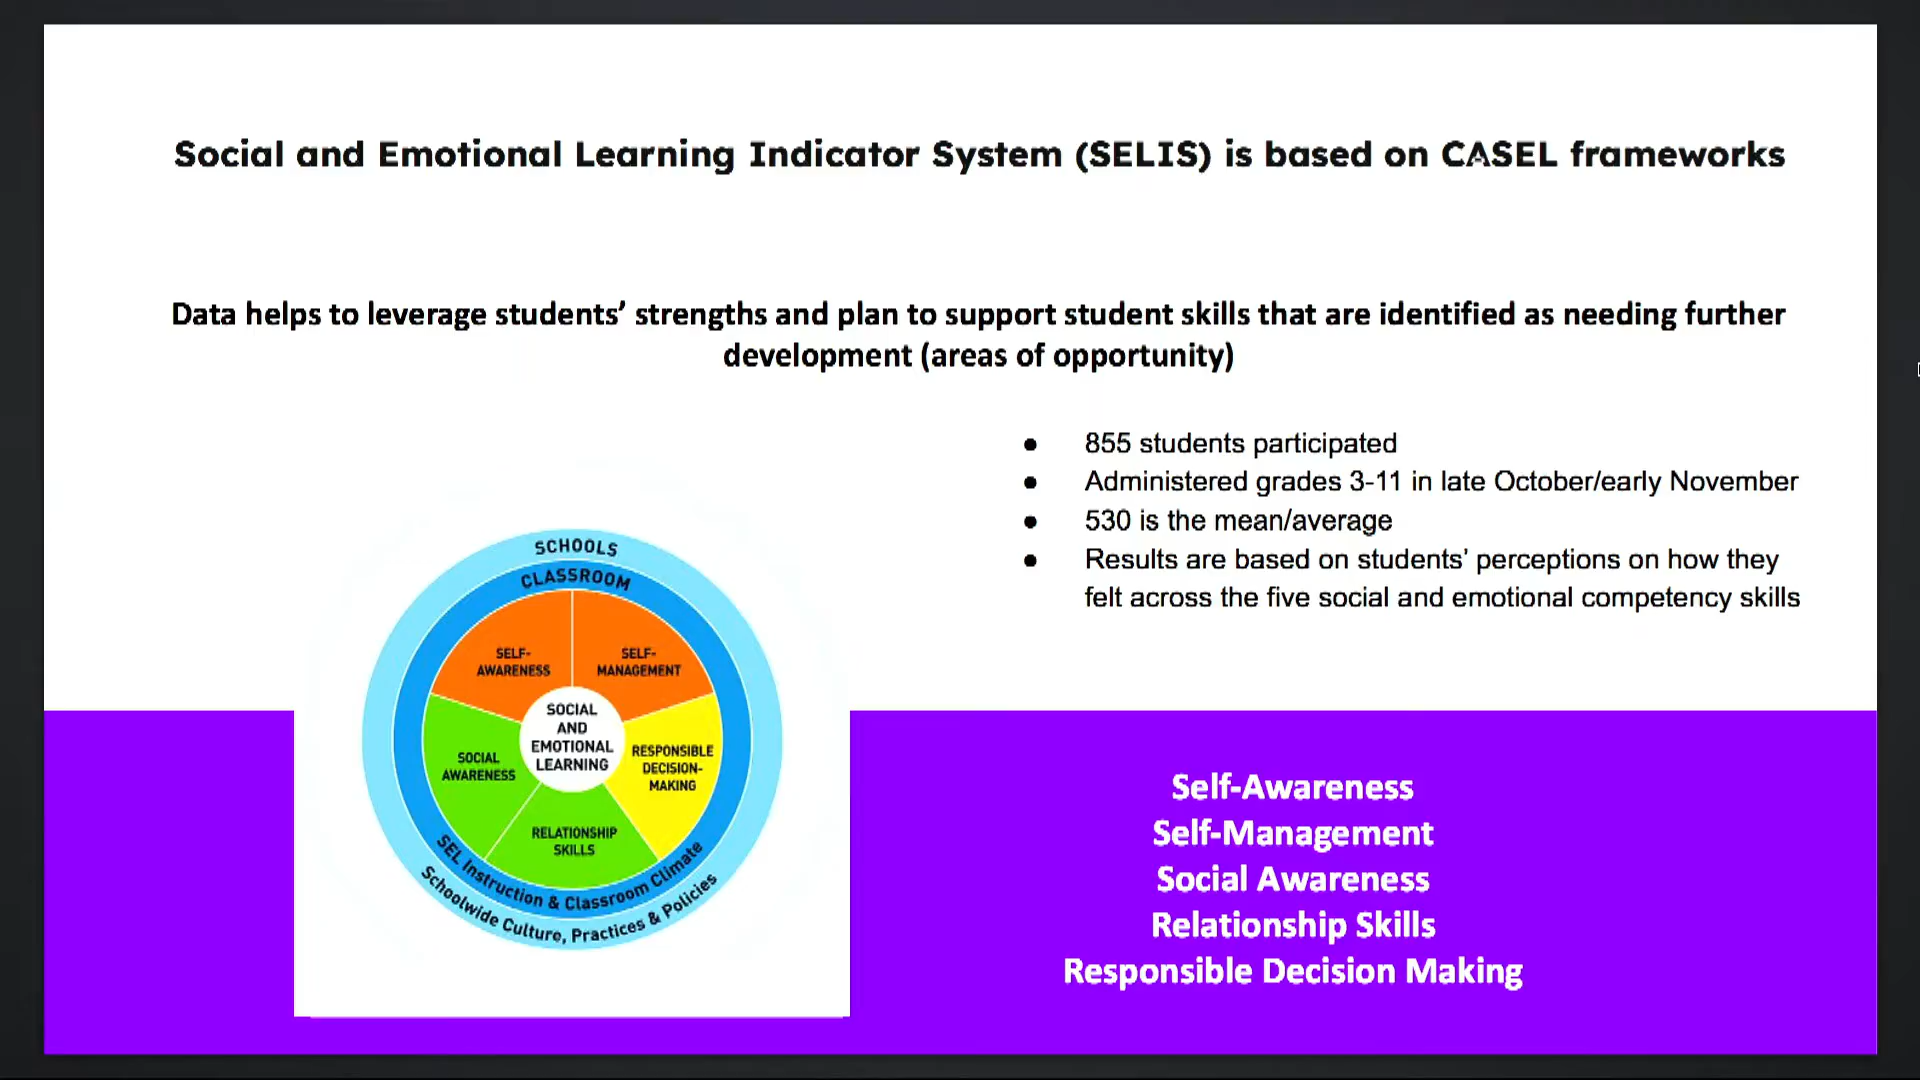 Social and Emotional Learning Indicator System (SELIS) is based on CASEL frameworks
Data helps to leverage students’ strengths and plan to support student skills that are identified as needing further
development (areas of opportunity)
● 855 students participated
● Administered grades 3-11 in late October/early November
● 530 is the mean/average
● Results are based on students’ perceptions on how they
felt across the five social and emotional competency skills
SCHOOLS
CLASSROOM
SELF-
AWARENESS
SELF-
MANAGEMENT
SOCIAL
AND
EMOTIONAL
LEARNING
SOCIAL
AWARENESS
RESPONSIBLE
DECISION-
MAKING
RELATIONSHIP
SKILLS
SEL Instruction & Classroom Climate
Schoolwide Culture, Practices & Policies
Self-Awareness
Self-Management
Social Awareness
Relationship Skills
Responsible Decision Making